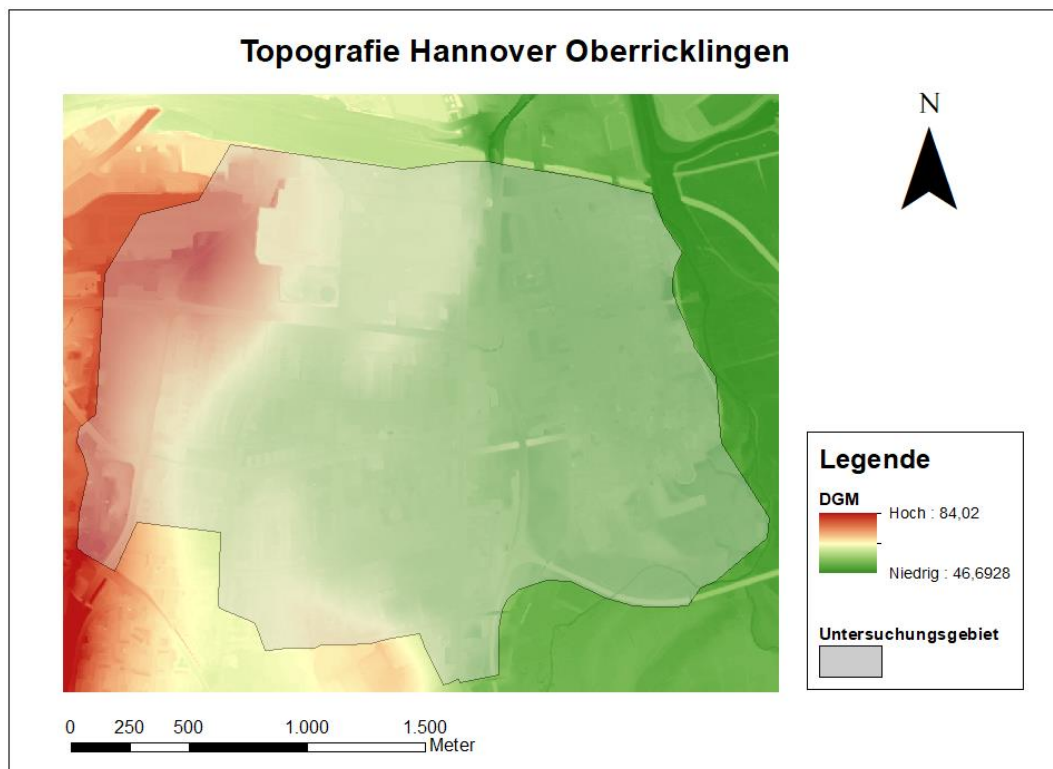 Topografie Hannover Oberricklingen
N
Legende
DGM
Hoch : 84,02
Niedrig : 46,6928
Untersuchungsgebiet
0 250 500 1.000 1.500
Meter